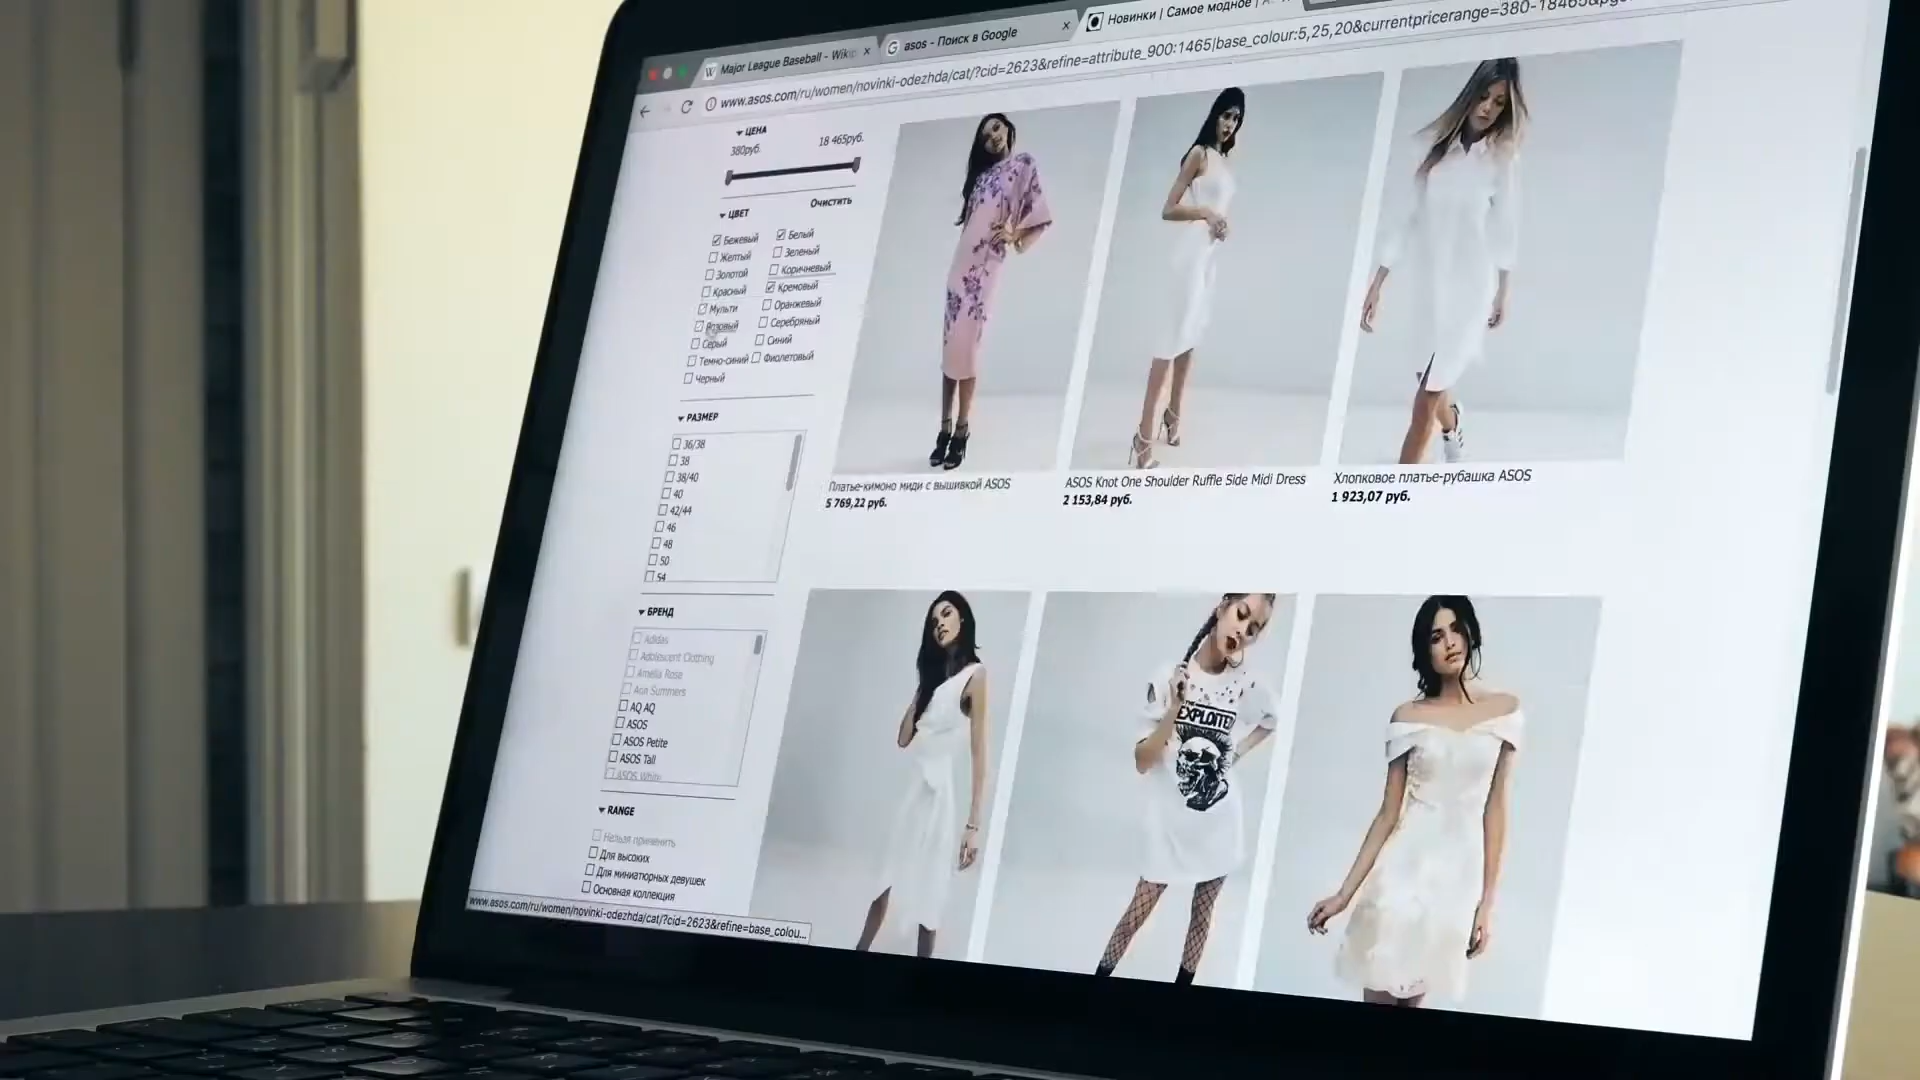 Major League Baseball - Wiki
asos - Поиск в Google
Новинки | Самое модное |
www.asos.com/ru/women/novinki-odezhda/cat/?cid=2623&refine=attribute_900:1465|base_colour:5,25,20&currentpricerange=380-18465&pg
ЦЕНА
380руб.
18 465руб.
Очистить
ЦВЕТ
Бежевый
Белый
Желтый
Зеленый
Золотой
Коричневый
Красный
Кремовый
Мульти
Оранжевый
Розовый
Серебряный
Серый
Синий
Темно-синий
Фиолетовый
Черный
РАЗМЕР
36/38
38
38/40
40
42/44
46
48
50
54
БРЕНД
Adidas
Adolescent Clothing
Amelia Rose
Ann Summers
AQ AQ
ASOS
ASOS Petite
ASOS Tall
ASOS White
RANGE
Нельзя применить
Для высоких
Для миниатюрных девушек
Основная коллекция
www.asos.com/ru/women/novinki-odezhda/cat/?cid=2623&refine=base_colou...
Платье-кимоно миди с вышивкой ASOS
5 769,22 руб.
ASOS Knot One Shoulder Ruffle Side Midi Dress
2 153,84 руб.
Хлопковое платье-рубашка ASOS
1 923,07 руб.
THE
EXPLOITED